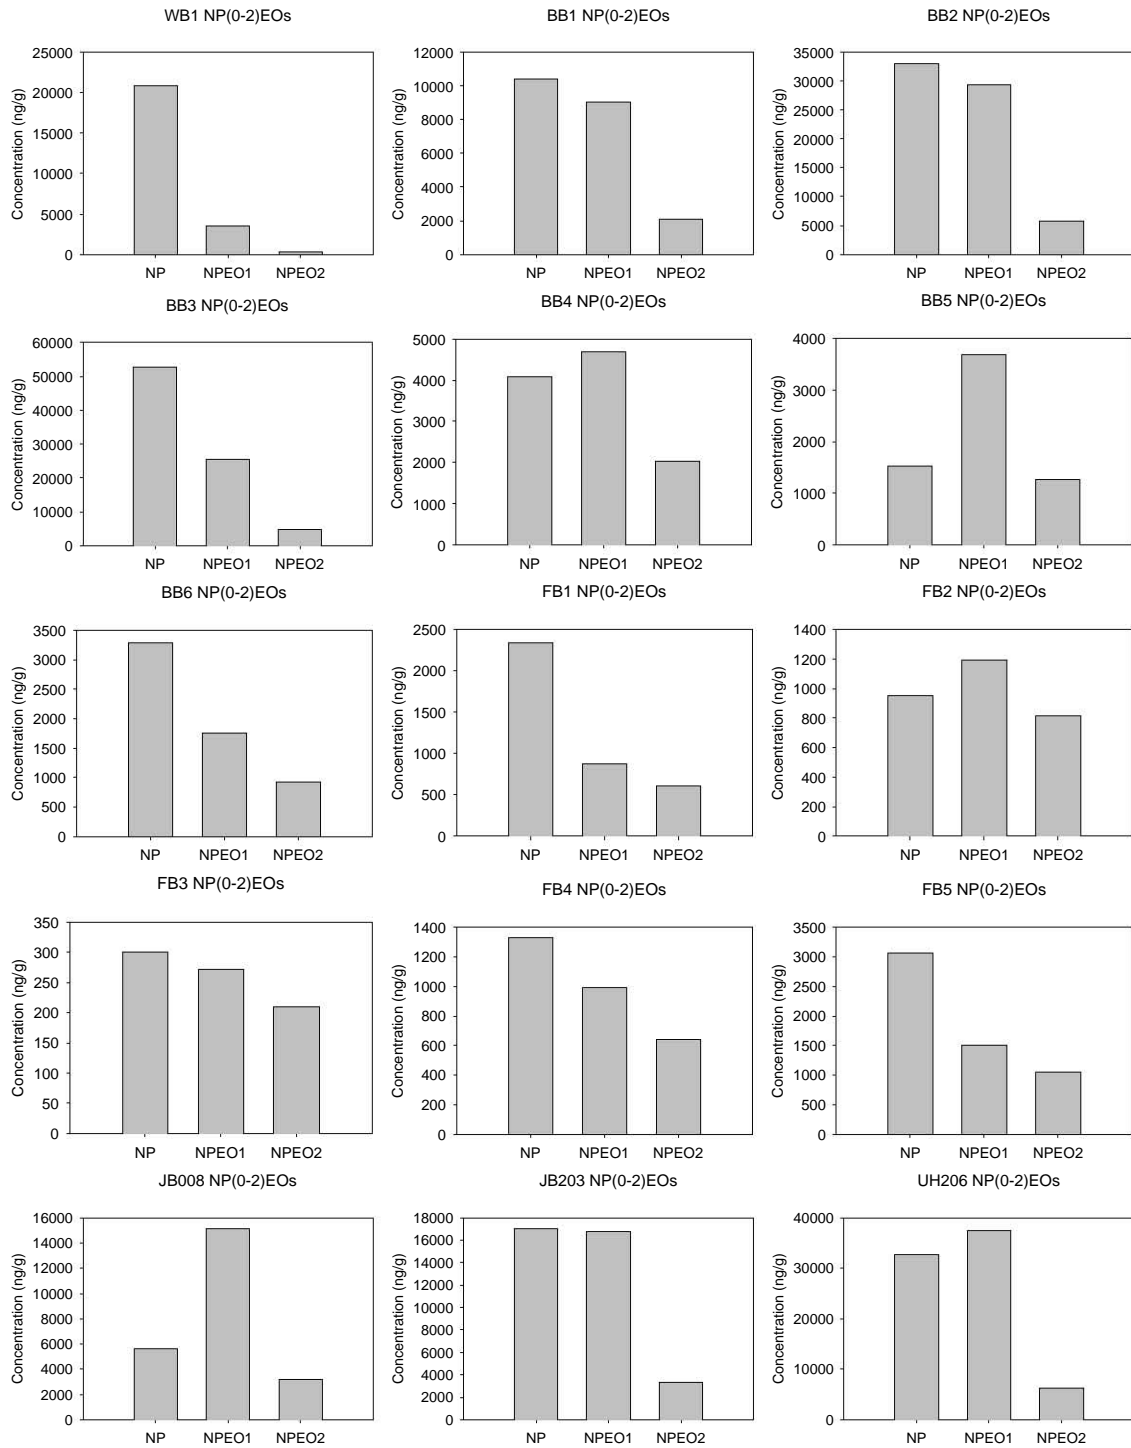 WB1 NP(0-2)EOs
Concentration (ng/g)
25000
20000
15000
10000
5000
0
NP NPEO1 NPEO2
BB1 NP(0-2)EOs
Concentration (ng/g)
12000
10000
8000
6000
4000
2000
0
NP NPEO1 NPEO2
BB2 NP(0-2)EOs
Concentration (ng/g)
35000
30000
25000
20000
15000
10000
5000
0
NP NPEO1 NPEO2
BB3 NP(0-2)EOs
Concentration (ng/g)
60000
50000
40000
30000
20000
10000
0
NP NPEO1 NPEO2
BB4 NP(0-2)EOs
Concentration (ng/g)
5000
4000
3000
2000
1000
0
NP NPEO1 NPEO2
BB5 NP(0-2)EOs
Concentration (ng/g)
4000
3000
2000
1000
0
NP NPEO1 NPEO2
BB6 NP(0-2)EOs
Concentration (ng/g)
3500
3000
2500
2000
1500
1000
500
0
NP NPEO1 NPEO2
FB1 NP(0-2)EOs
Concentration (ng/g)
2500
2000
1500
1000
500
0
NP NPEO1 NPEO2
FB2 NP(0-2)EOs
Concentration (ng/g)
1400
1200
1000
800
600
400
200
0
NP NPEO1 NPEO2
FB3 NP(0-2)EOs
Concentration (ng/g)
350
300
250
200
150
100
50
0
NP NPEO1 NPEO2
FB4 NP(0-2)EOs
Concentration (ng/g)
1400
1200
1000
800
600
400
200
0
NP NPEO1 NPEO2
FB5 NP(0-2)EOs
Concentration (ng/g)
3500
3000
2500
2000
1500
1000
500
0
NP NPEO1 NPEO2
JB008 NP(0-2)EOs
Concentration (ng/g)
16000
14000
12000
10000
8000
6000
4000
2000
0
NP NPEO1 NPEO2
JB203 NP(0-2)EOs
Concentration (ng/g)
18000
16000
14000
12000
10000
8000
6000
4000
2000
0
NP NPEO1 NPEO2
UH206 NP(0-2)EOs
Concentration (ng/g)
40000
30000
20000
10000
0
NP NPEO1 NPEO2